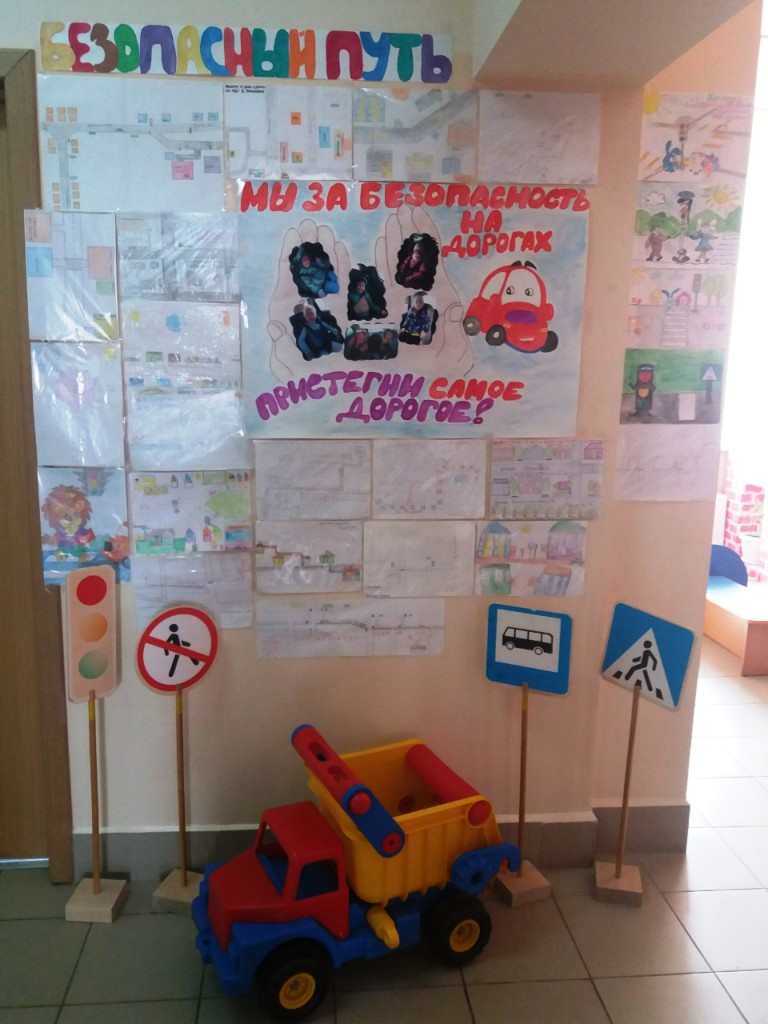 БЕЗОПАСНЫЙ ПУТЬ
МЫ ЗА БЕЗОПАСНОСТЬ
НА
ДОРОГАХ
ПРИСТЕГНИ САМОЕ
ДОРОГОЕ!